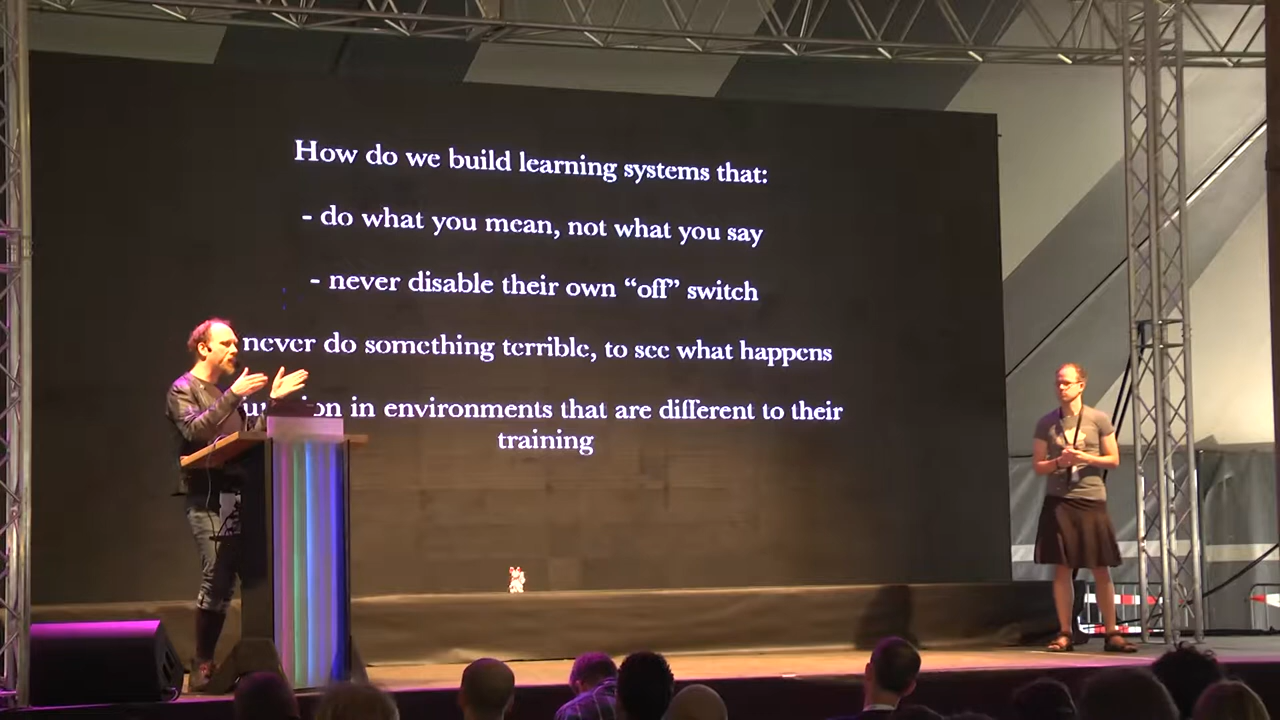 How do we build learning systems that:
- do what you mean, not what you say
- never disable their own “off” switch
never do something terrible, to see what happens
in environments that are different to their
training